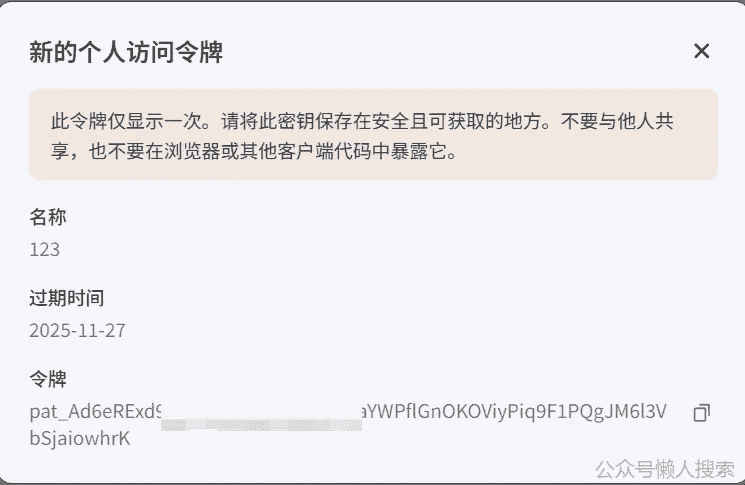 新的个人访问令牌
此令牌仅显示一次。请将此密钥保存在安全且可获取的地方。不要与他人共
享，也不要在浏览器或其他客户端代码中暴露它。
名称
123
过期时间
2025-11-27
令牌
pat_Ad6eRExd9 aYWPflGnOKOViyPiq9F1PQgJM6l3V
bSjaiowhrK
公众号懒人搜索